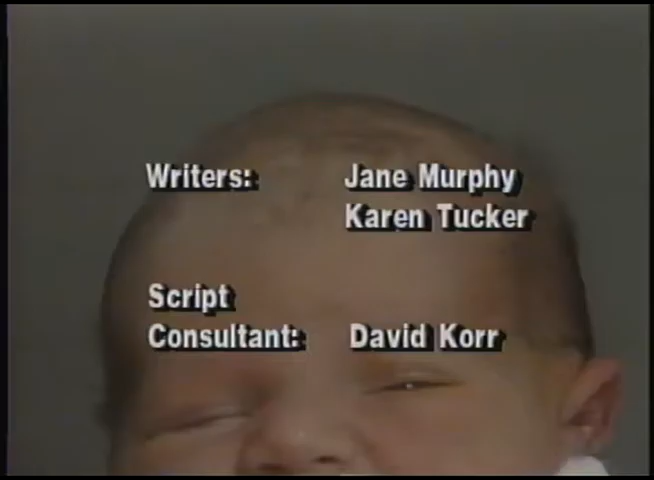 Writers: Jane Murphy
Karen Tucker
Script
Consultant: David Korr